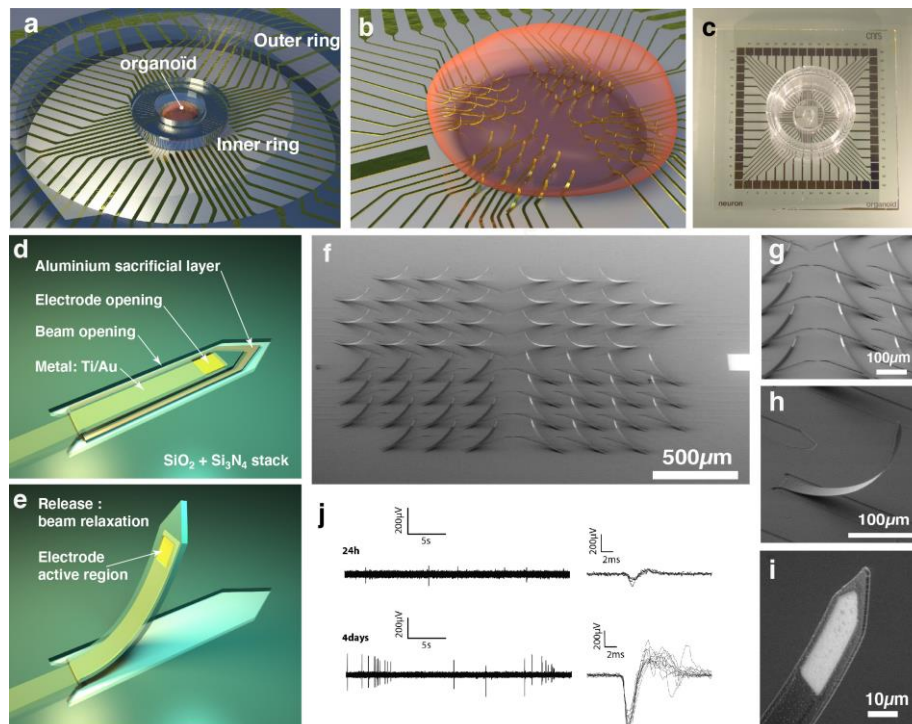 a
Outer ring
organoïd
Inner ring
b
c
cnrs
neuron
organoid
d
Aluminium sacrificial layer
Electrode opening
Beam opening
Metal: Ti/Au
SiO₂ + Si₃N₄ stack
e
Release :
beam relaxation
Electrode
active region
f
500µm
g
100µm
h
100µm
i
10µm
j
200µV
5s
200µV
2ms
24h
200µV
5s
200µV
2ms
4days